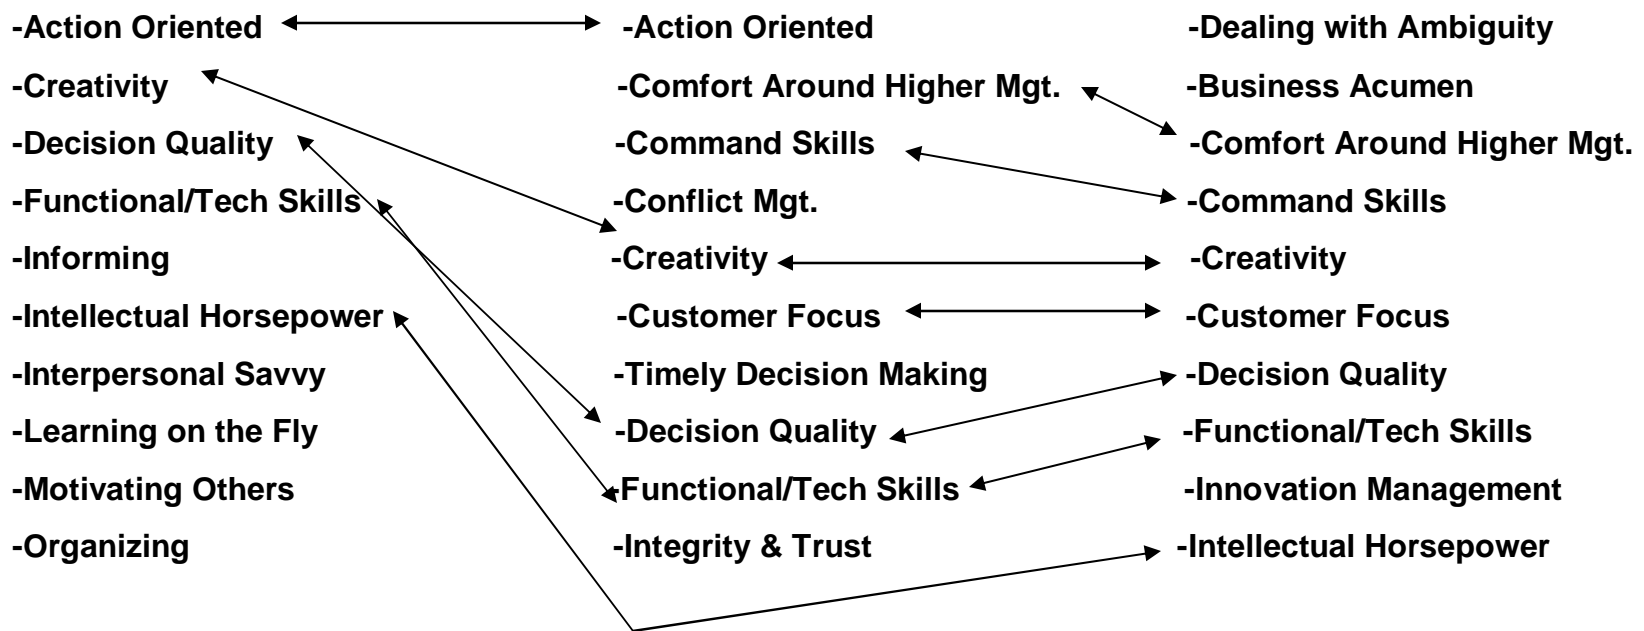 -Action Oriented
-Creativity
-Decision Quality
-Functional/Tech Skills
-Informing
-Intellectual Horsepower
-Interpersonal Savvy
-Learning on the Fly
-Motivating Others
-Organizing
-Action Oriented
-Comfort Around Higher Mgt.
-Command Skills
-Conflict Mgt.
-Creativity
-Customer Focus
-Timely Decision Making
-Decision Quality
-Functional/Tech Skills
-Integrity & Trust
-Dealing with Ambiguity
-Business Acumen
-Comfort Around Higher Mgt.
-Command Skills
-Creativity
-Customer Focus
-Decision Quality
-Functional/Tech Skills
-Innovation Management
-Intellectual Horsepower